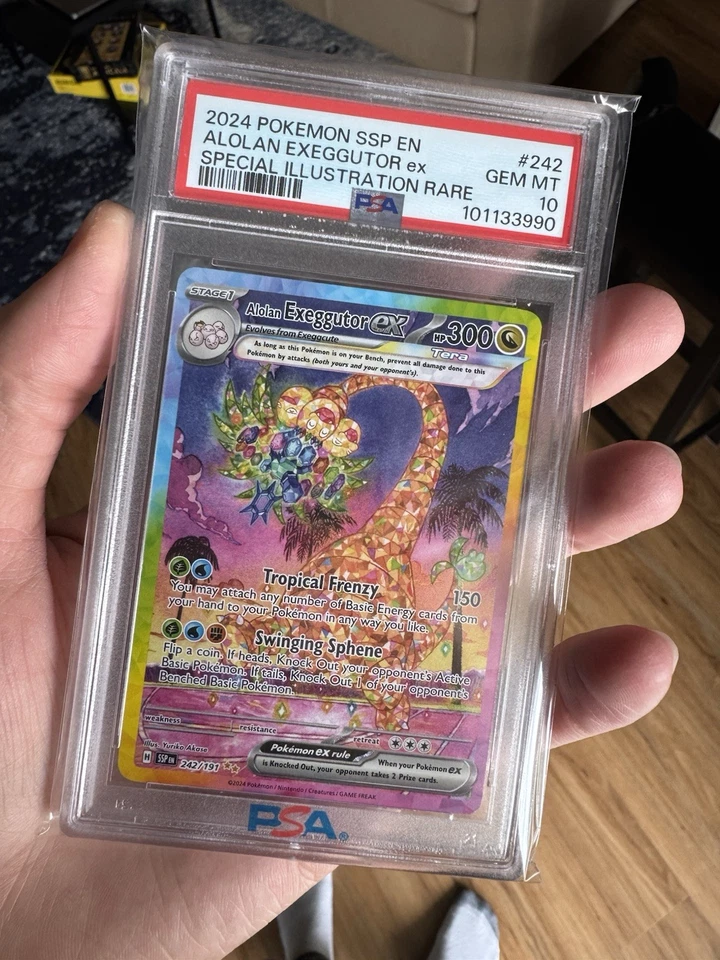 2024 POKEMON SSP EN
#242
ALOLAN EXEGGUTOR ex
GEM MT
SPECIAL ILLUSTRATION RARE
10
PSA
101133990
STAGE 1
Alolan Exeggutor ex
HP 300
Evolves from Exeggcute
Tera
As long as this Pokémon is on your Bench, prevent all damage done to this
Pokémon by attacks (both yours and your opponent's).
Tropical Frenzy
150
You may attach any number of Basic Energy cards from
your hand to your Pokémon in any way you like.
Swinging Sphene
Flip a coin. If heads, Knock Out your opponent's Active
Basic Pokémon. If tails, Knock Out 1 of your opponent's
Benched Basic Pokémon.
weakness
resistance
retreat
Illus. Yuriko Akase
Pokémon ex rule
When your Pokémon ex
is Knocked Out, your opponent takes 2 Prize cards.
H
SSP EN
242/191
©2024 Pokémon / Nintendo / Creatures / GAME FREAK
PSA®